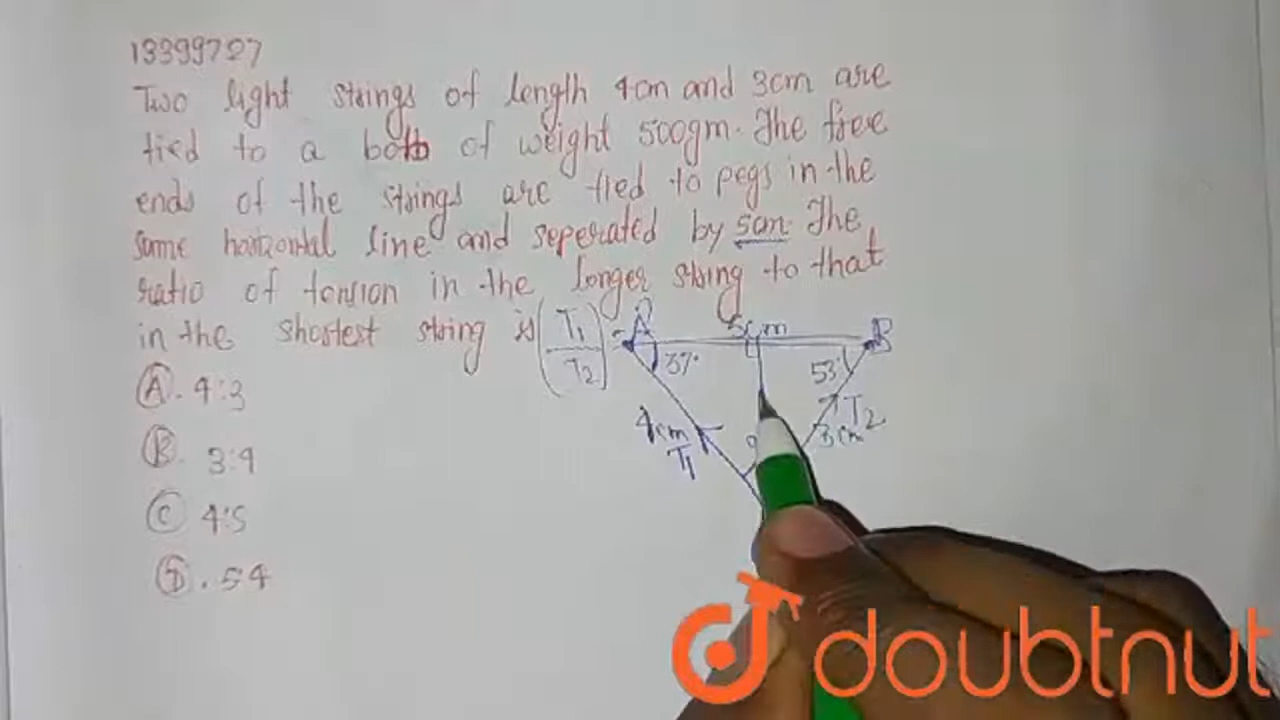 13399727
Two light strings of length 4cm and 3cm are
tied to a bob of weight 500gm. The free
ends of the strings are tied to pegs in the
same horizontal line and seperated by 5cm. The
ratio of tension in the longer string to that
in the shortest string is (T1/T2)
A. 4:3
B. 3:4
C 4:5
D. 54
A 5cm B
37° 53°
4cm T2
T1 3cm
doubtnut